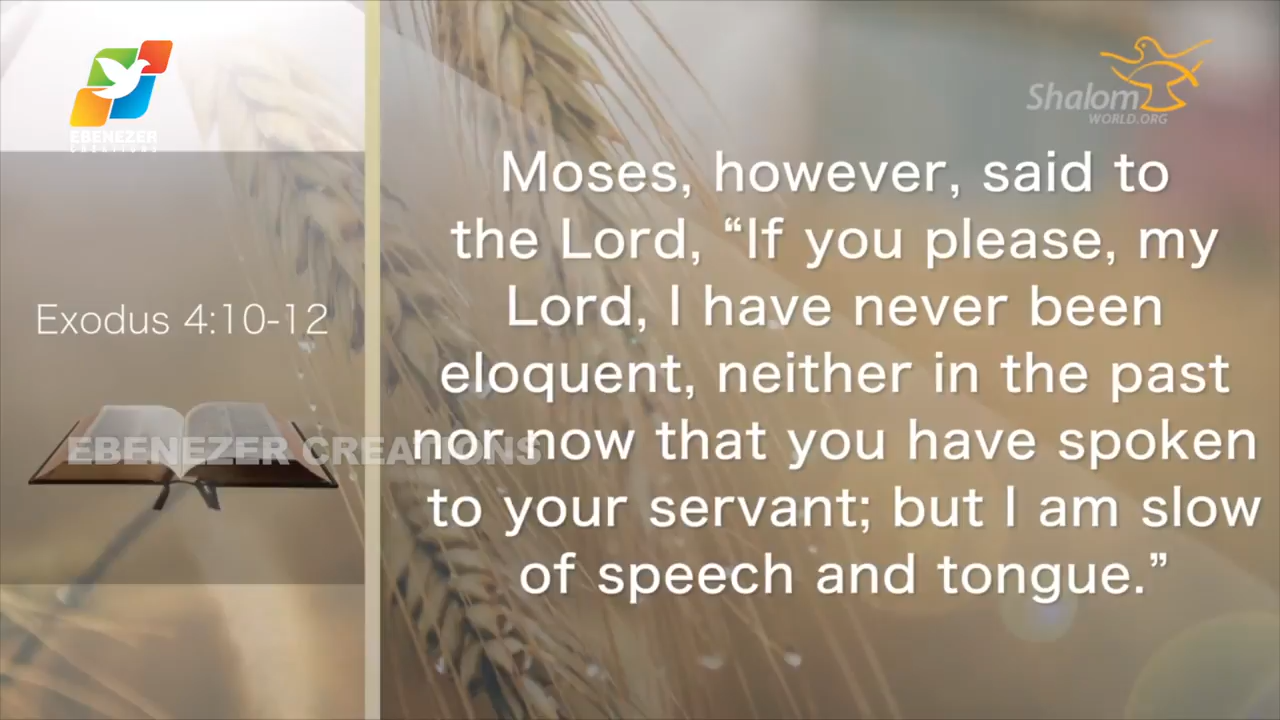 EBENEZER
CREATIONS
Shalom
WORLD.ORG
Exodus 4:10-12
EBENEZER CREATIONS
Moses, however, said to
the Lord, “If you please, my
Lord, I have never been
eloquent, neither in the past
nor now that you have spoken
to your servant; but I am slow
of speech and tongue.”